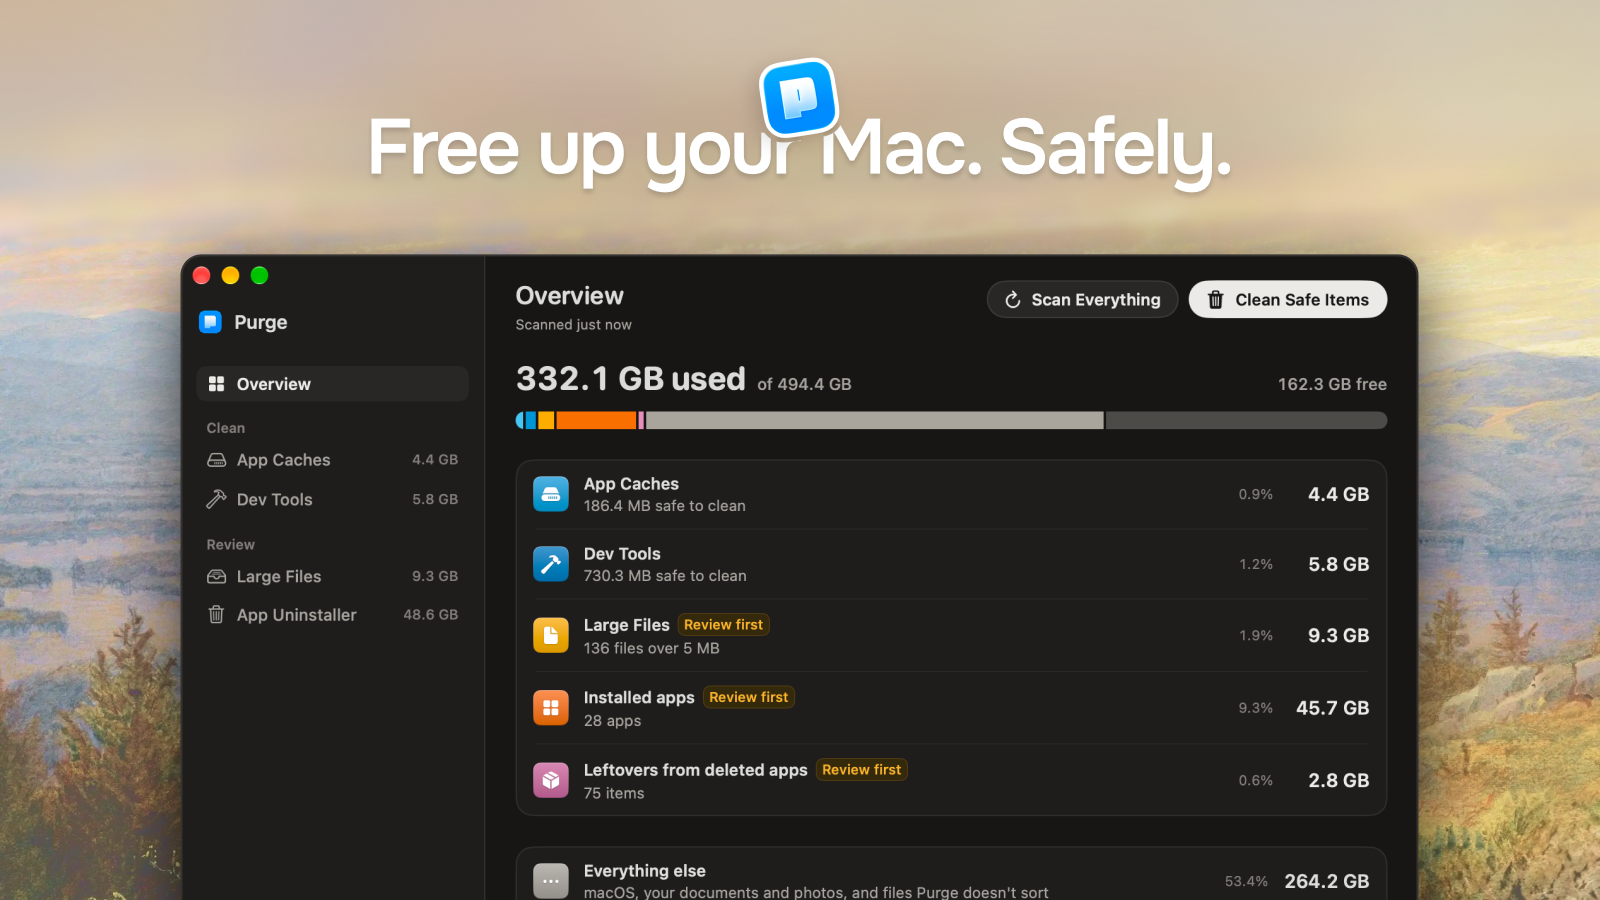 Free up your Mac. Safely.
Purge
Overview
Clean
App Caches 4.4 GB
Dev Tools 5.8 GB
Review
Large Files 9.3 GB
App Uninstaller 48.6 GB
Overview
Scanned just now
Scan Everything
Clean Safe Items
332.1 GB used of 494.4 GB
162.3 GB free
App Caches
186.4 MB safe to clean
0.9% 4.4 GB
Dev Tools
730.3 MB safe to clean
1.2% 5.8 GB
Large Files Review first
136 files over 5 MB
1.9% 9.3 GB
Installed apps Review first
28 apps
9.3% 45.7 GB
Leftovers from deleted apps Review first
75 items
0.6% 2.8 GB
Everything else
macOS, your documents and photos, and files Purge doesn't sort
53.4% 264.2 GB